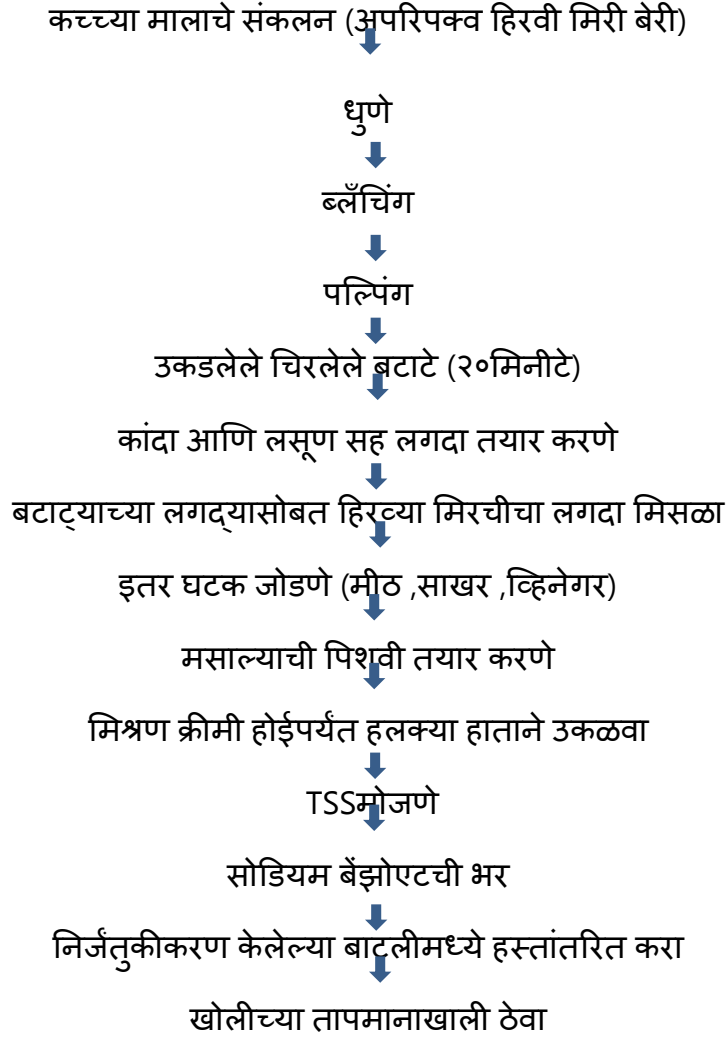 कच्च्या मालाचे संकलन (अपरिपक्व हिरवी मिरी बेरी)
धुणे
ब्लँचिंग
पल्पिंग
उकडलेले चिरलेले बटाटे (२०मिनीटे)
कांदा आणि लसूण सह लगदा तयार करणे
बटाट्याच्या लगद्यासोबत हिरव्या मिरचीचा लगदा मिसळा
इतर घटक जोडणे (मीठ ,साखर ,व्हिनेगर)
मसाल्याची पिशवी तयार करणे
मिश्रण क्रीमी होईपर्यंत हलक्या हाताने उकळवा
TSSमोजणे
सोडियम बेंझोएटची भर
निर्जंतुकीकरण केलेल्या बाटलीमध्ये हस्तांतरित करा
खोलीच्या तापमानाखाली ठेवा